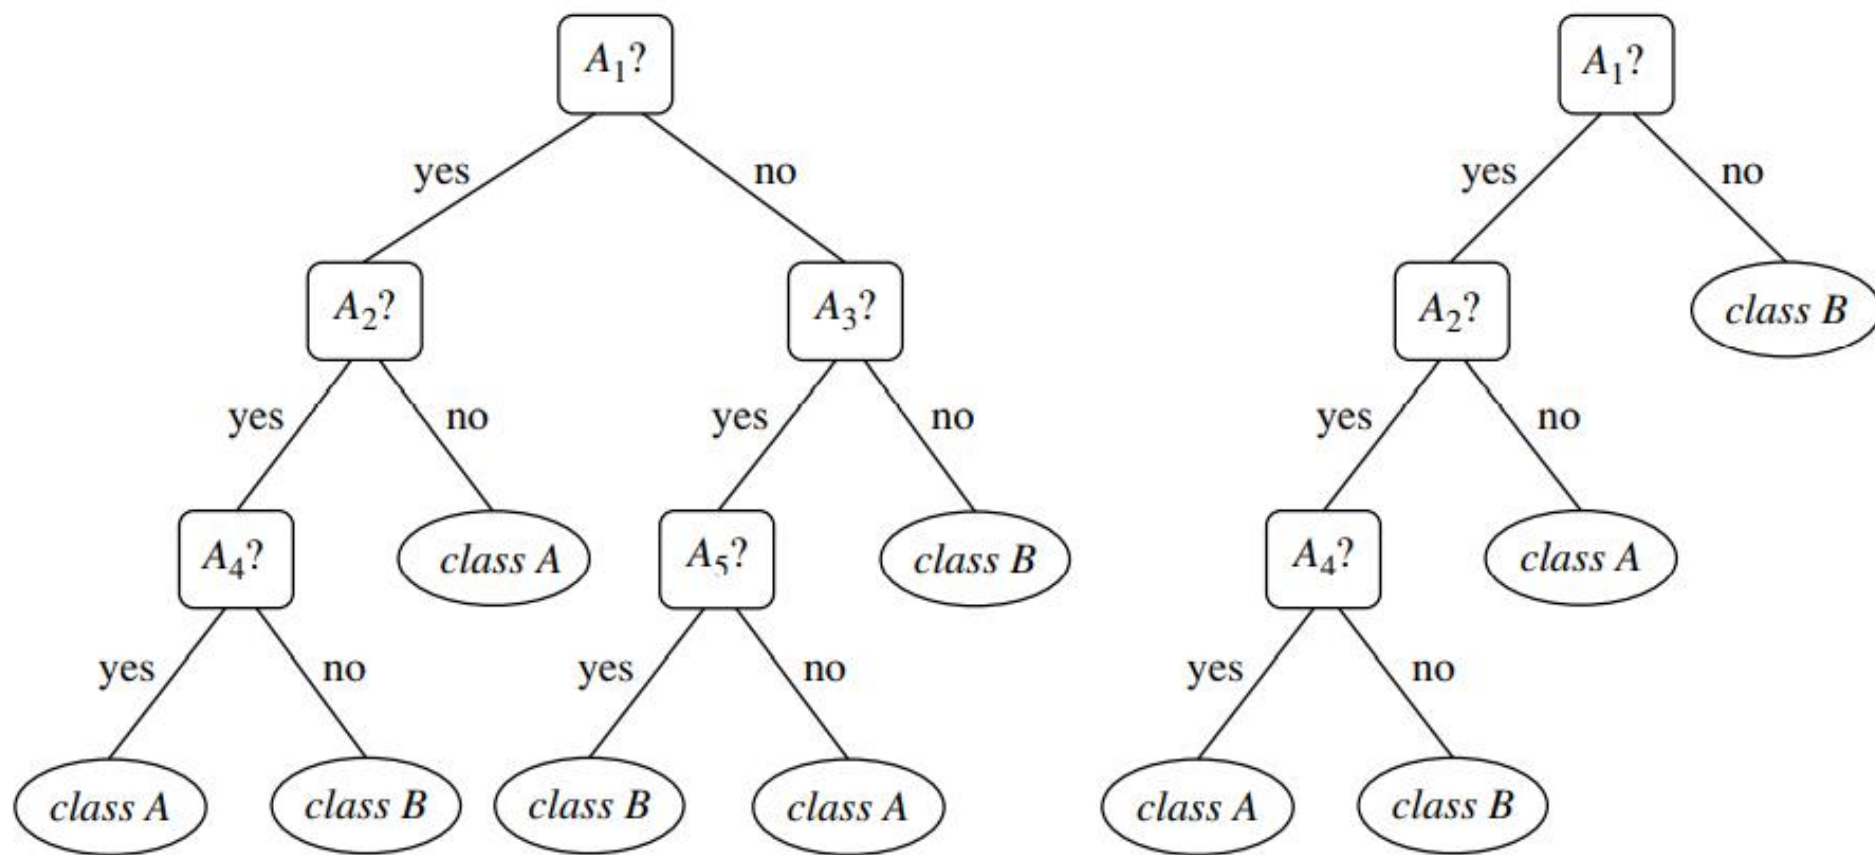 A₁? A₁?
yes no yes no
A₂? A₃? A₂? class B
yes no yes no yes no
A₄? class A A₅? class B A₄? class A
yes no yes no yes no
class A class B class B class A class A class B